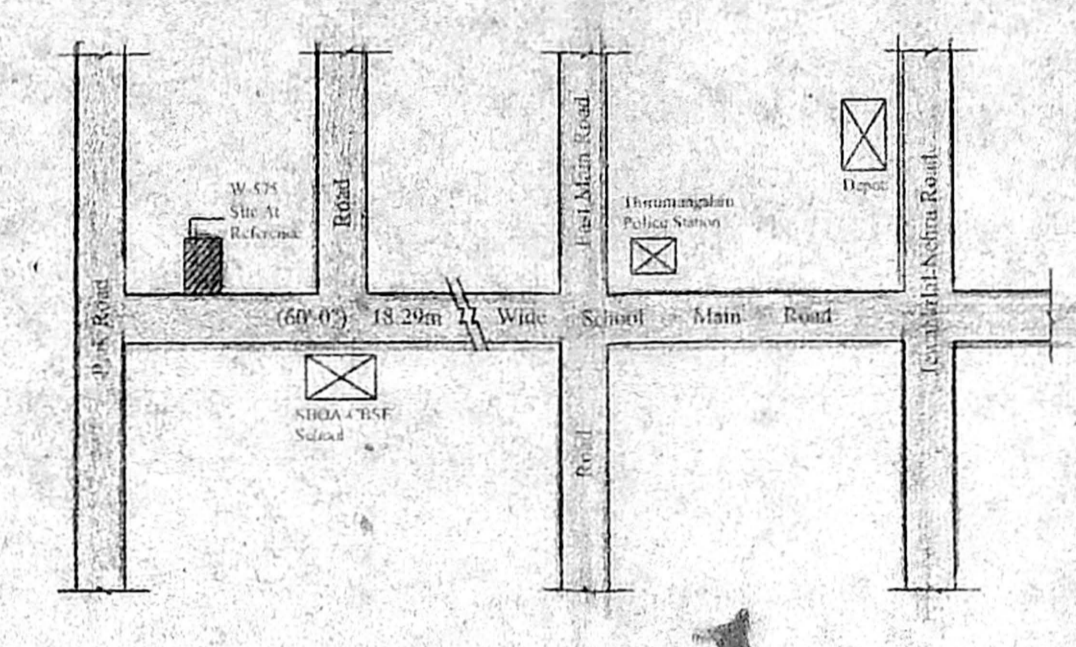 W-575
Site At
Reference
Road
East Main Road
Thirumangalam
Police Station
Depot
Park Road
(60'-0") 18.29m Wide School Main Road
Nehru Road
SBOA CBSE
School
Road